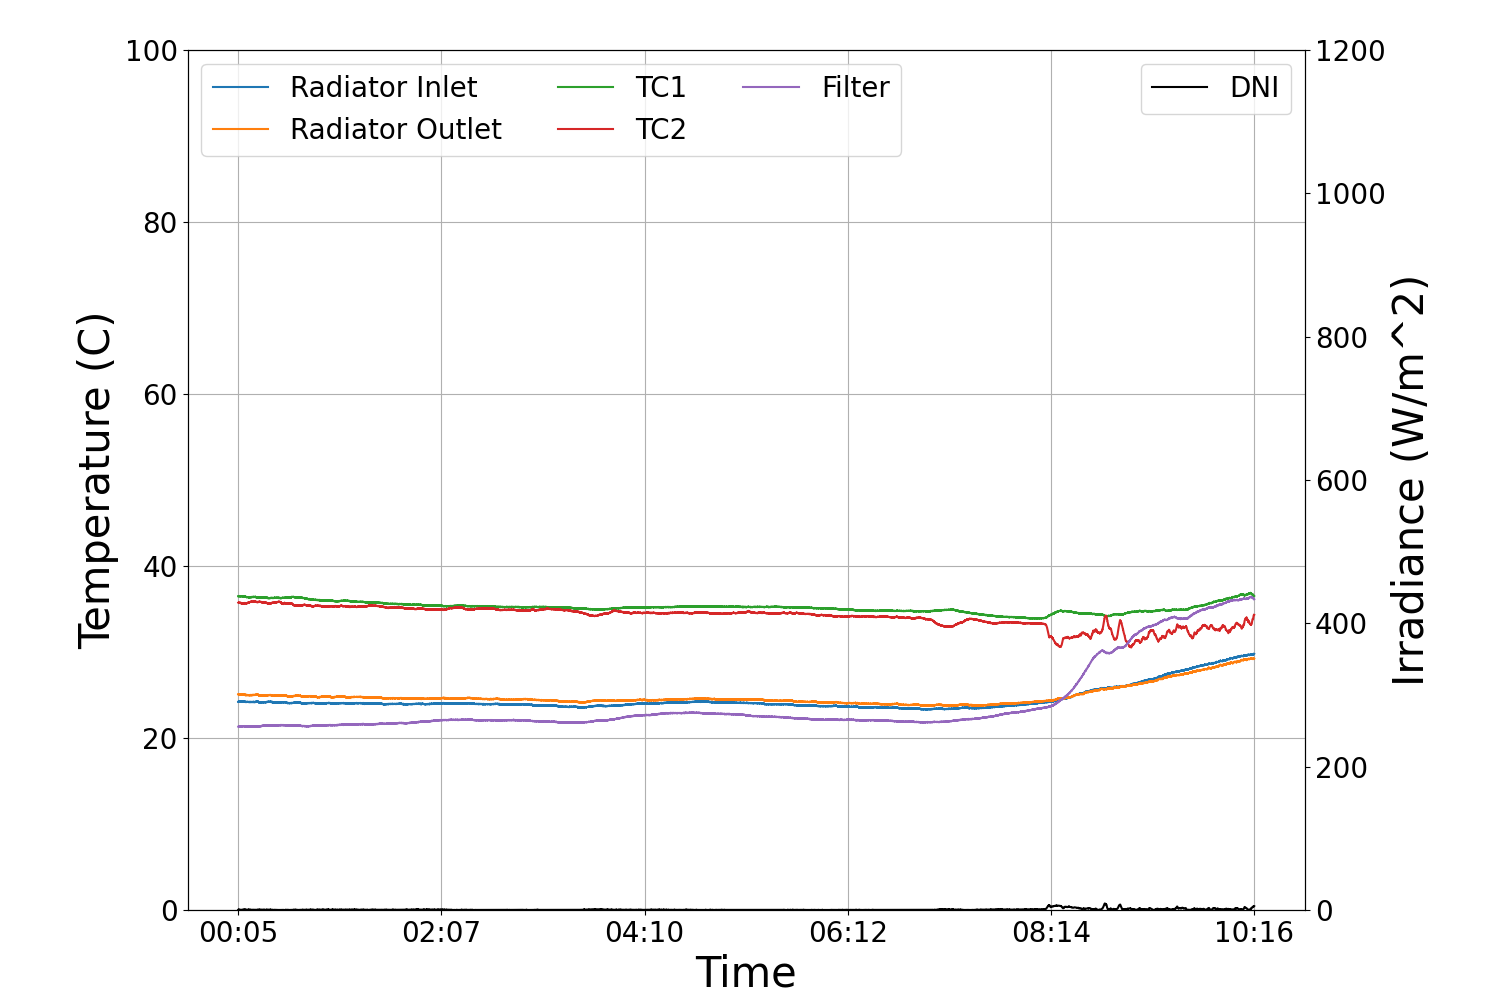 Radiator Inlet
Radiator Outlet
TC1
TC2
Filter
DNI
Temperature (C)
100
80
60
40
20
0
Irradiance (W/m^2)
1200
1000
800
600
400
200
0
00:05 02:07 04:10 06:12 08:14 10:16
Time